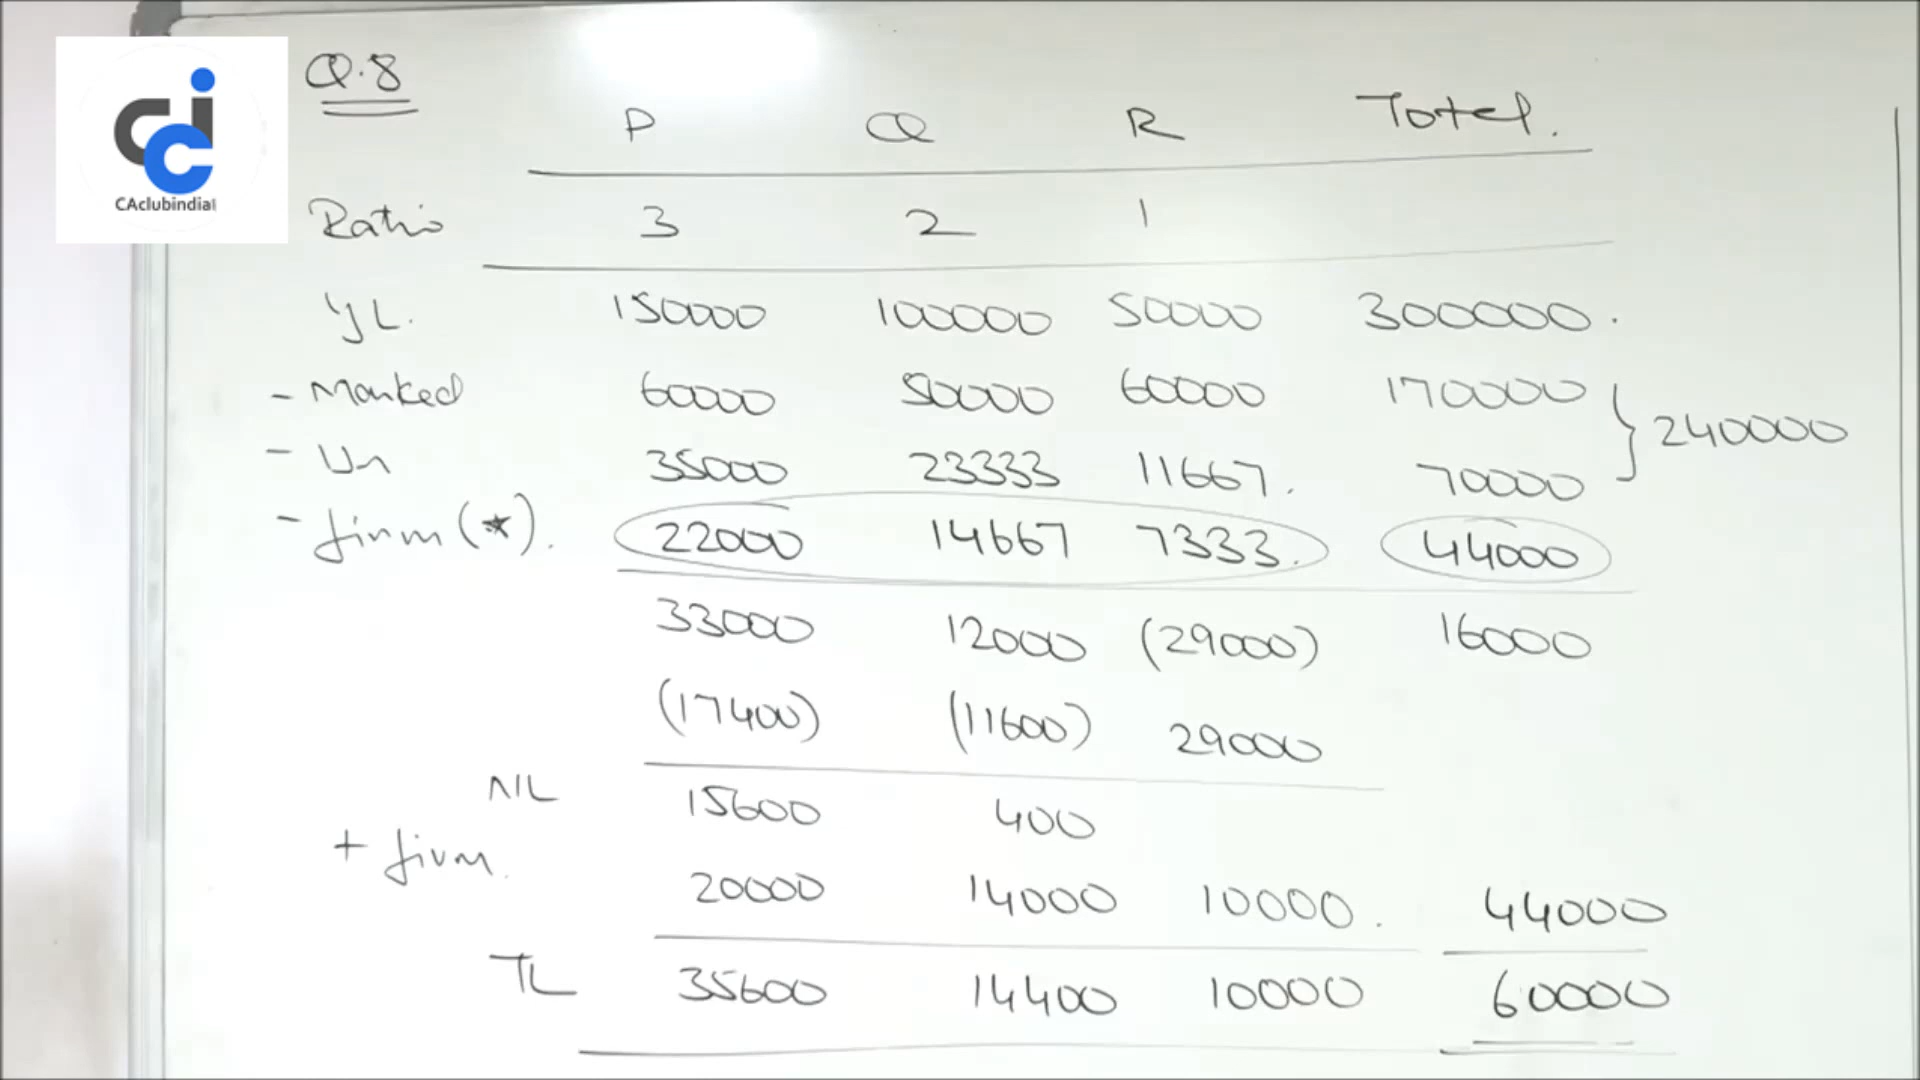 CAclubindia
Q.8
P Q R Total.
Ratio 3 2 1
GL. 150000 100000 50000 300000.
- Marked 60000 50000 60000 170000 } 240000
- Un 35000 23333 11667. 70000
- firm (*). 22000 14667 7333. 44000
33000 12000 (29000) 16000
(17400) (11600) 29000
NL 15600 400
+ firm. 20000 14000 10000. 44000
TL 35600 14400 10000 60000